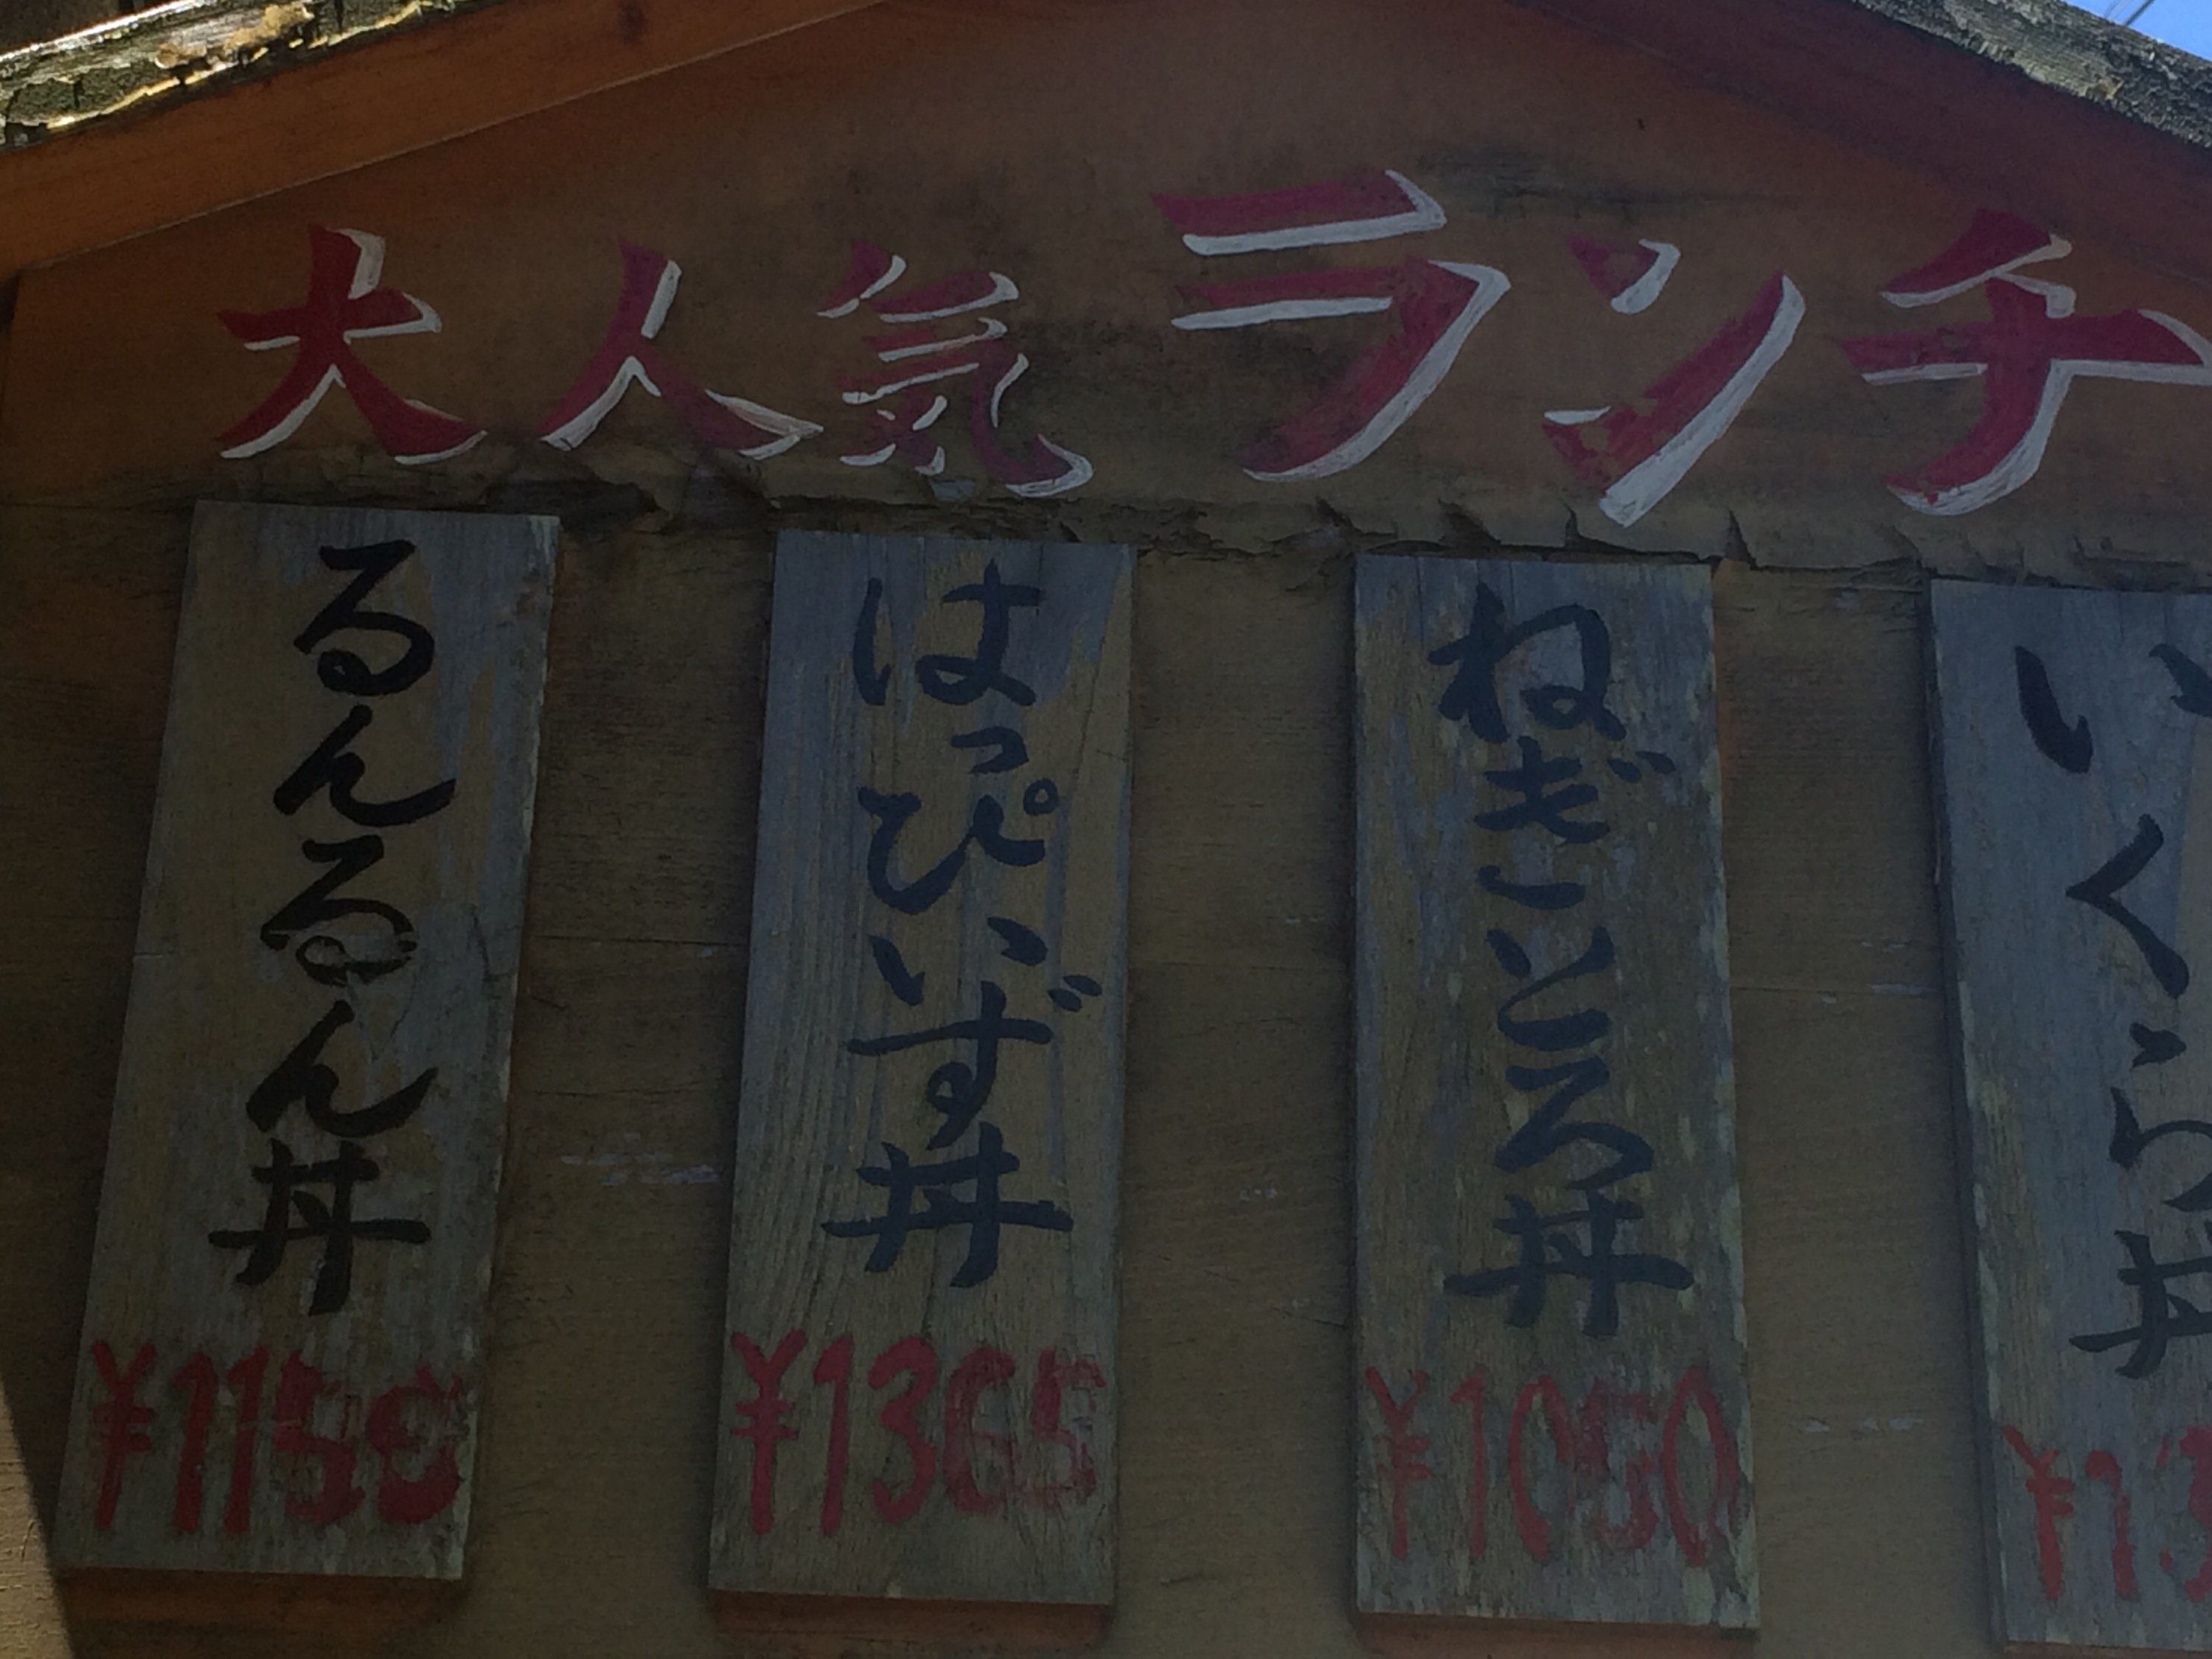 大人気ランチ
るんるん丼
¥1150
はっぴいず丼
¥1365
ねぎとろ丼
¥1050
いくら丼